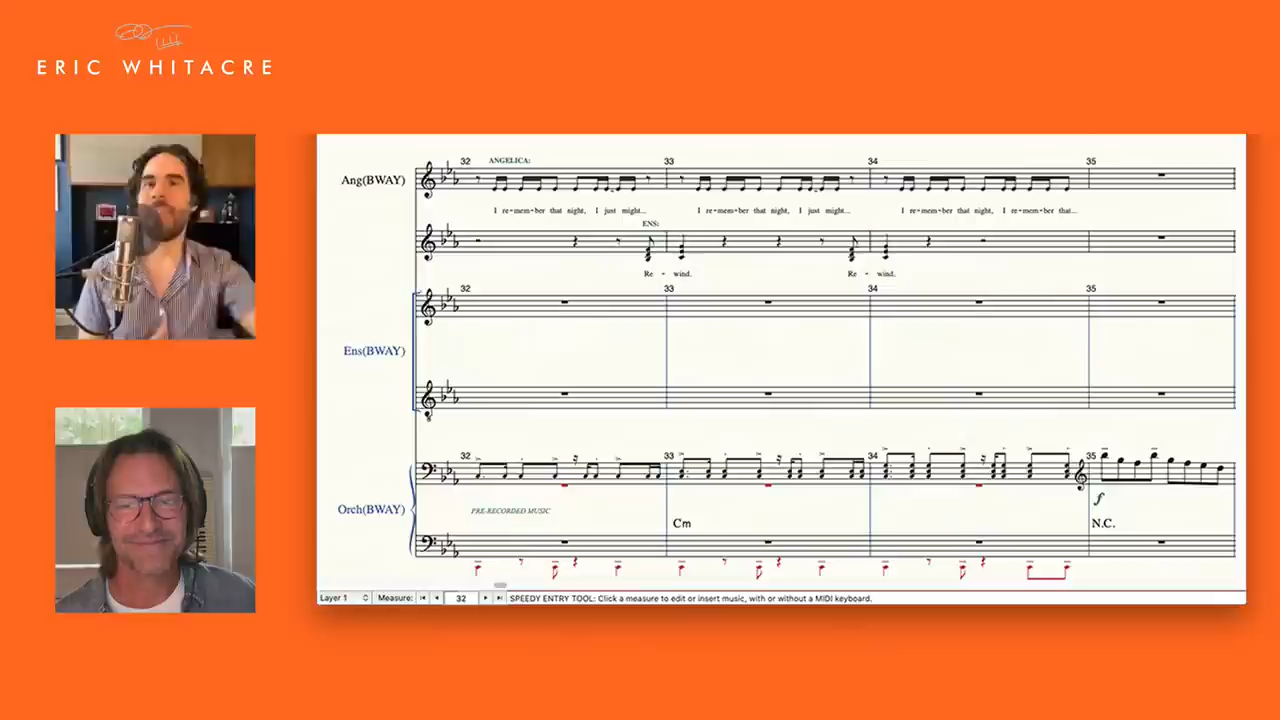 ERIC WHITACRE
32 ANGELICA: 33 34 35
Ang(BWAY)
I re-mem-ber that night, I just might... I re-mem-ber that night, I just might... I re-mem-ber that night, I re-mem-ber that...
ENS:
Re - wind. Re - wind.
32 33 34 35
Ens(BWAY)
32 33 34 35
f
Orch(BWAY)
PRE-RECORDED MUSIC
Cm N.C.
Layer 1 Measure: 32 SPEEDY ENTRY TOOL: Click a measure to edit or insert music, with or without a MIDI keyboard.